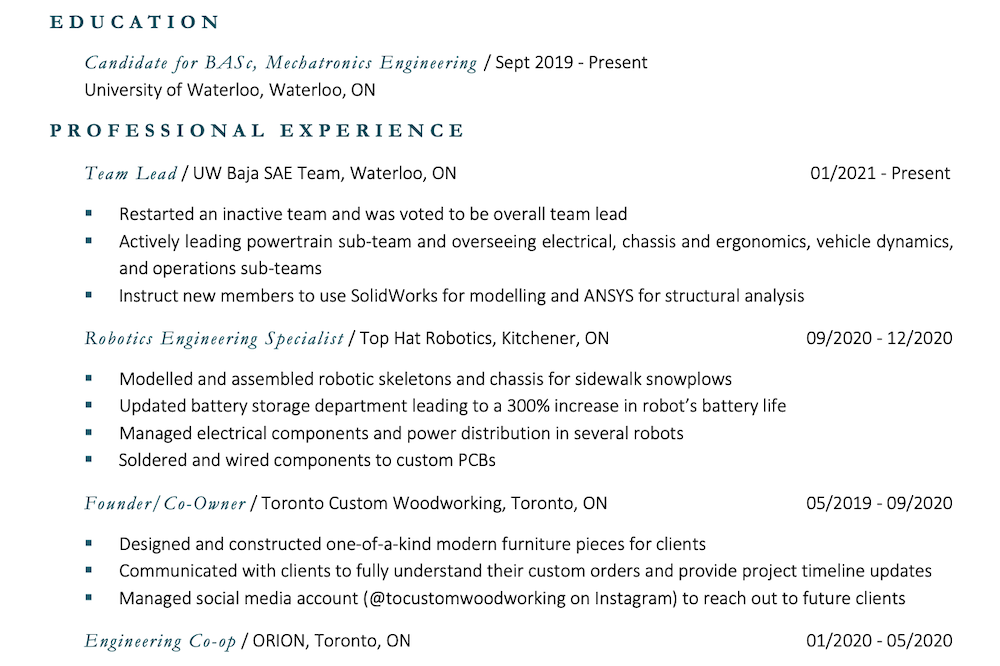 EDUCATION
Candidate for BASc, Mechatronics Engineering / Sept 2019 - Present
University of Waterloo, Waterloo, ON
PROFESSIONAL EXPERIENCE
Team Lead / UW Baja SAE Team, Waterloo, ON 01/2021 - Present
▪ Restarted an inactive team and was voted to be overall team lead
▪ Actively leading powertrain sub-team and overseeing electrical, chassis and ergonomics, vehicle dynamics,
and operations sub-teams
▪ Instruct new members to use SolidWorks for modelling and ANSYS for structural analysis
Robotics Engineering Specialist / Top Hat Robotics, Kitchener, ON 09/2020 - 12/2020
▪ Modelled and assembled robotic skeletons and chassis for sidewalk snowplows
▪ Updated battery storage department leading to a 300% increase in robot’s battery life
▪ Managed electrical components and power distribution in several robots
▪ Soldered and wired components to custom PCBs
Founder/Co-Owner / Toronto Custom Woodworking, Toronto, ON 05/2019 - 09/2020
▪ Designed and constructed one-of-a-kind modern furniture pieces for clients
▪ Communicated with clients to fully understand their custom orders and provide project timeline updates
▪ Managed social media account (@tocustomwoodworking on Instagram) to reach out to future clients
Engineering Co-op / ORION, Toronto, ON 01/2020 - 05/2020